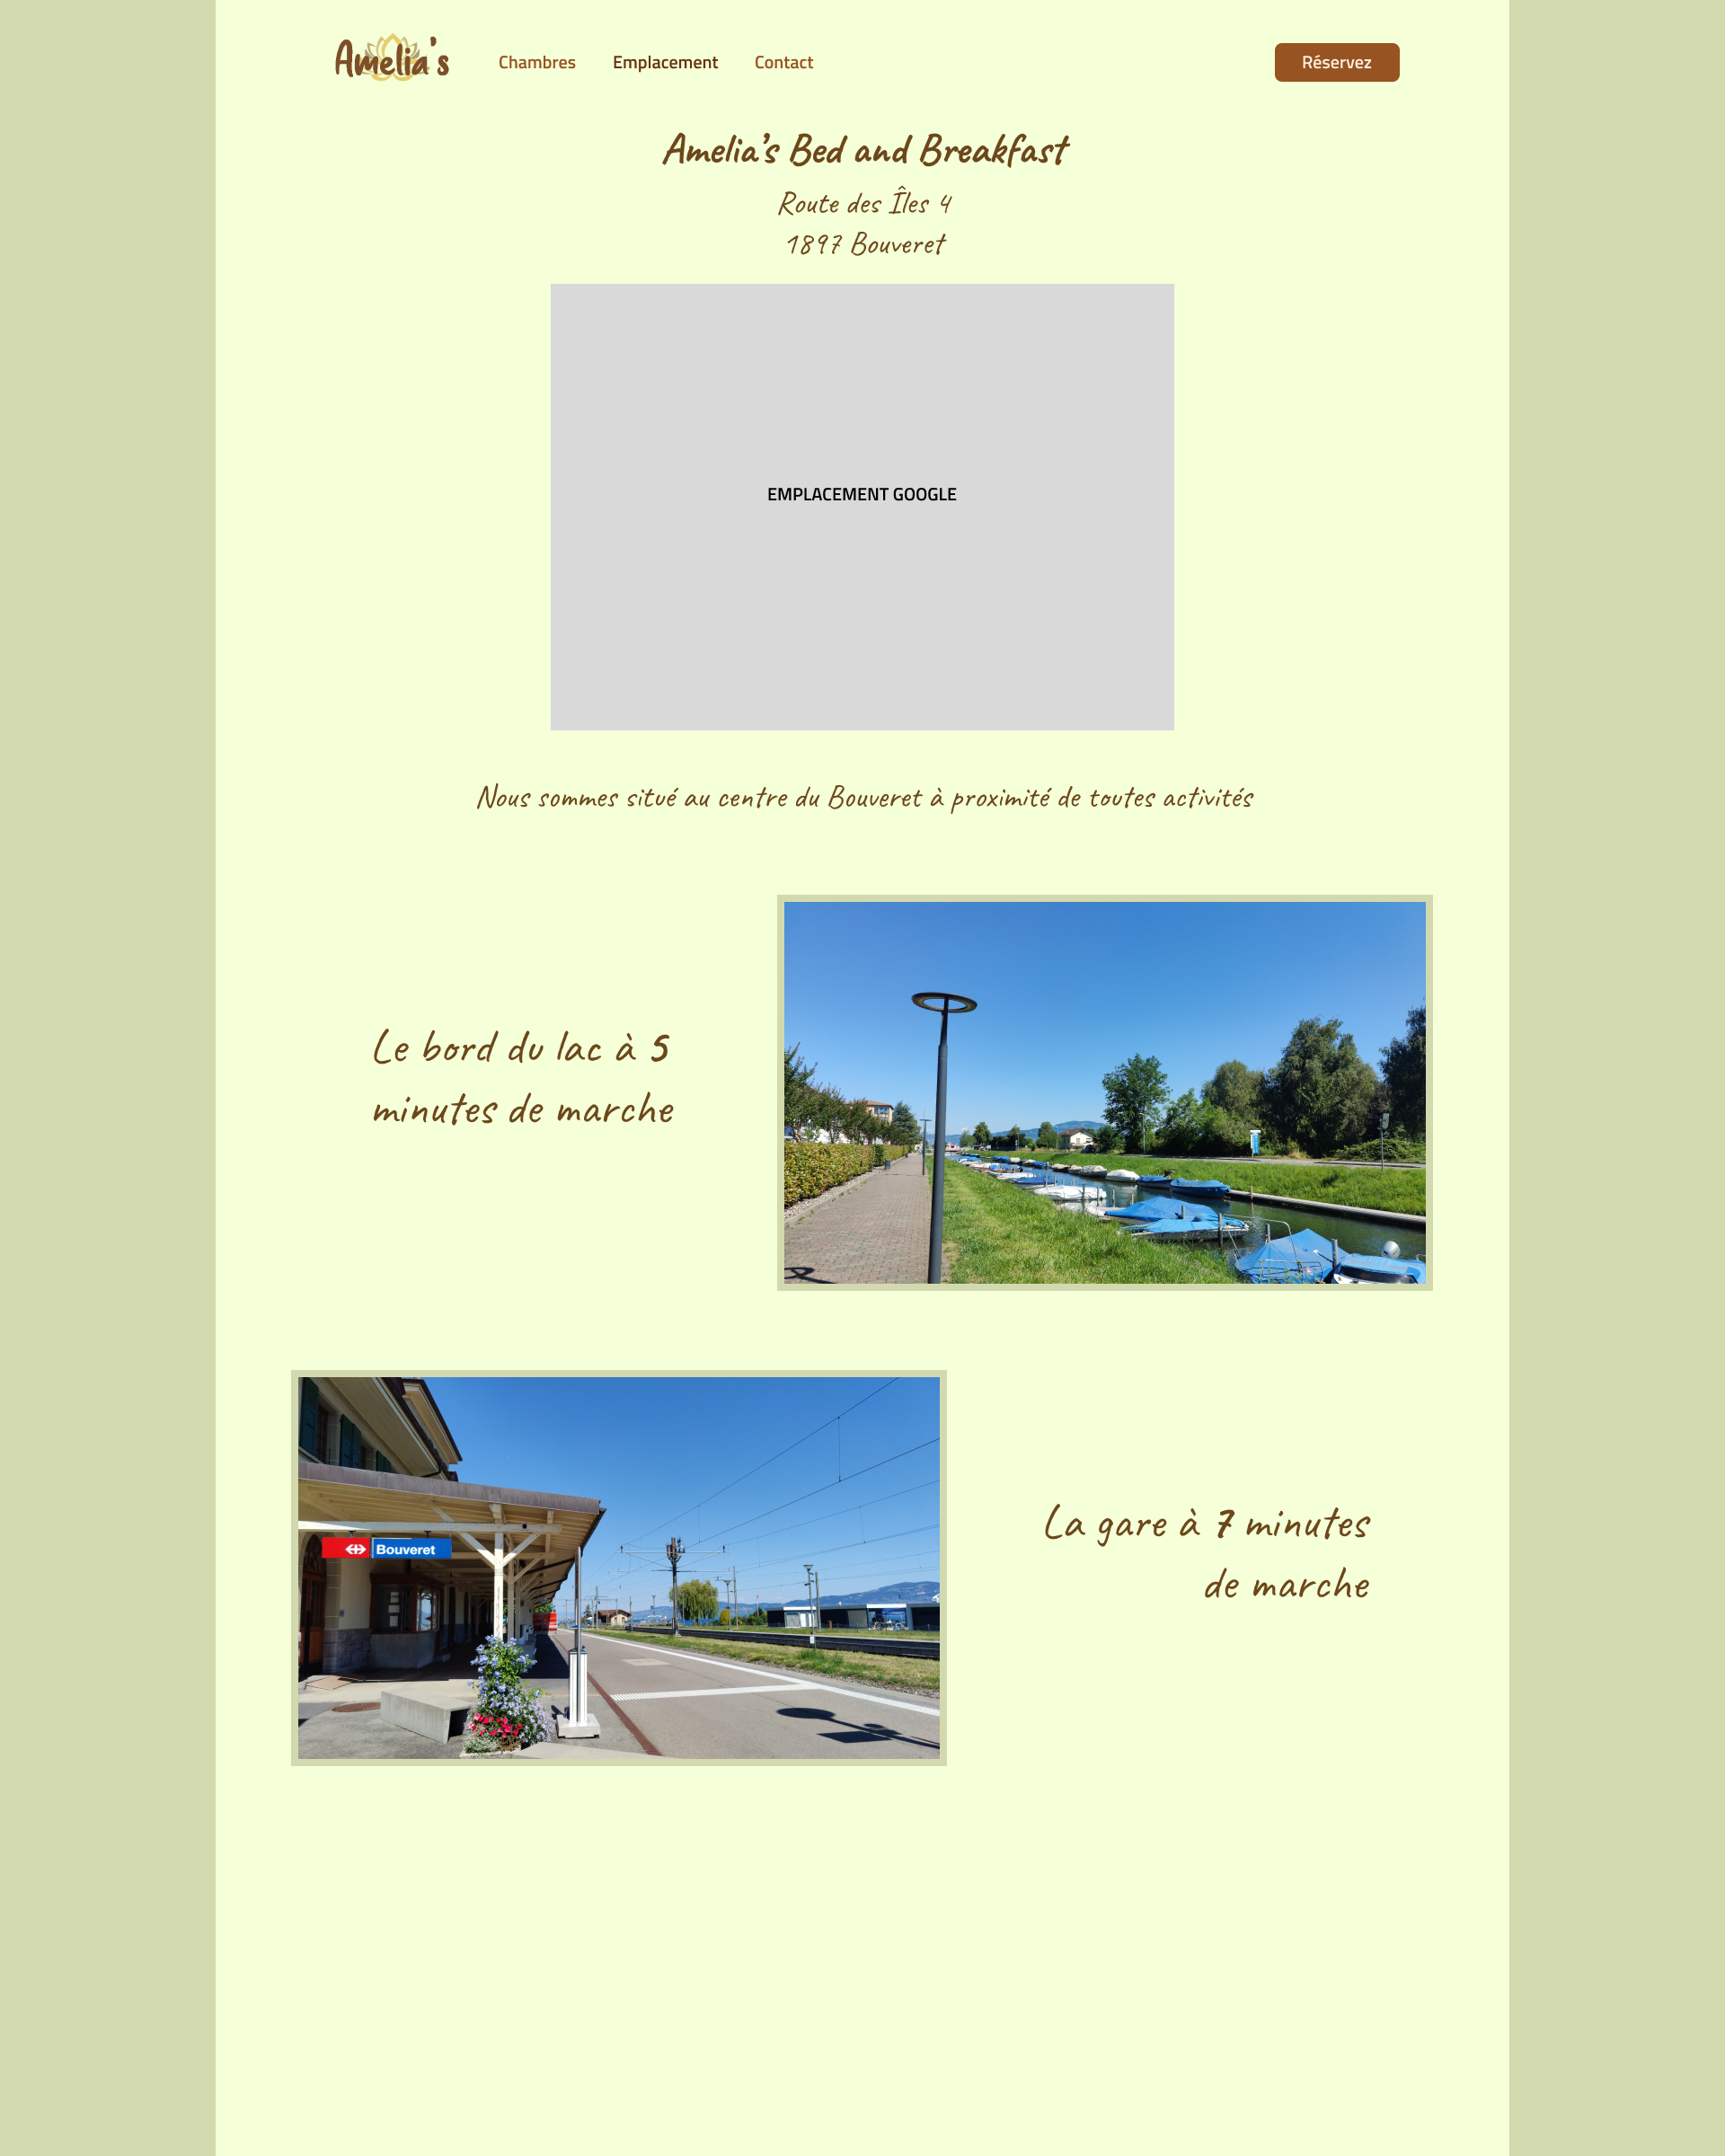 Amelia's
Chambres
Emplacement
Contact
Réservez
Amelia's Bed and Breakfast
Route des Îles 4
1897 Bouveret
EMPLACEMENT GOOGLE
Nous sommes situé au centre du Bouveret à proximité de toutes activités
Le bord du lac à 5
minutes de marche
Bouveret
La gare à 7 minutes
de marche